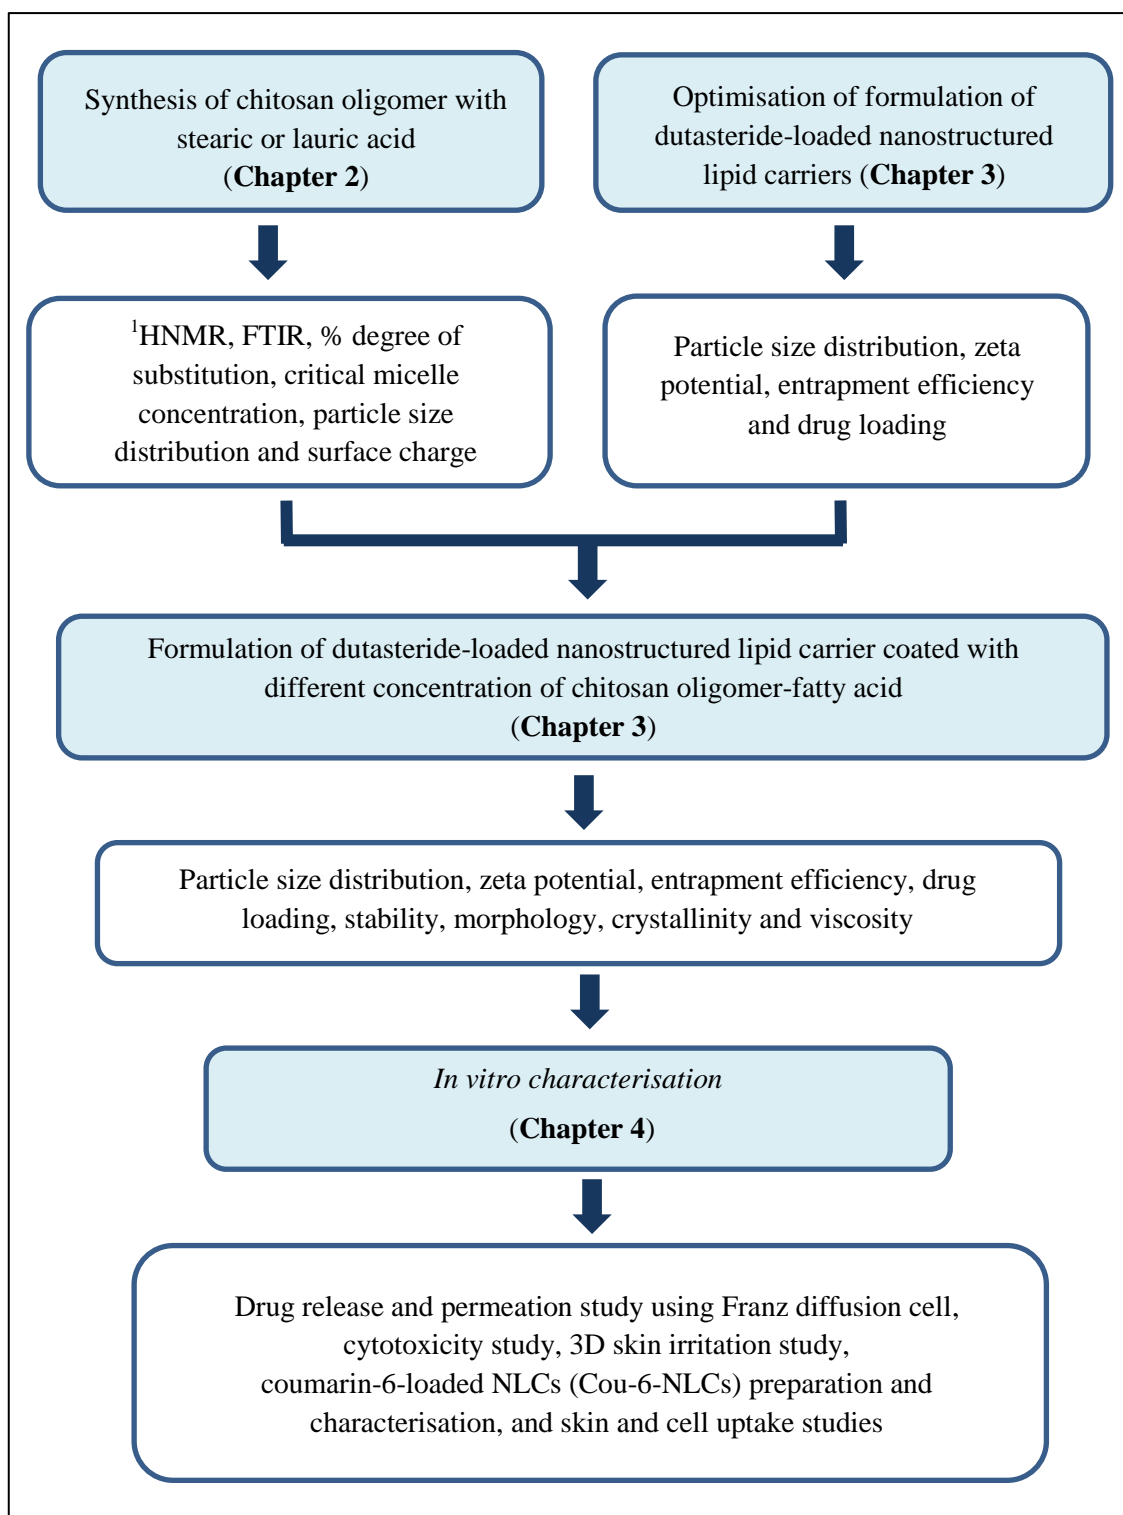 Synthesis of chitosan oligomer with
stearic or lauric acid
(Chapter 2)
Optimisation of formulation of
dutasteride-loaded nanostructured
lipid carriers (Chapter 3)
¹HNMR, FTIR, % degree of
substitution, critical micelle
concentration, particle size
distribution and surface charge
Particle size distribution, zeta
potential, entrapment efficiency
and drug loading
Formulation of dutasteride-loaded nanostructured lipid carrier coated with
different concentration of chitosan oligomer-fatty acid
(Chapter 3)
Particle size distribution, zeta potential, entrapment efficiency, drug
loading, stability, morphology, crystallinity and viscosity
In vitro characterisation
(Chapter 4)
Drug release and permeation study using Franz diffusion cell,
cytotoxicity study, 3D skin irritation study,
coumarin-6-loaded NLCs (Cou-6-NLCs) preparation and
characterisation, and skin and cell uptake studies